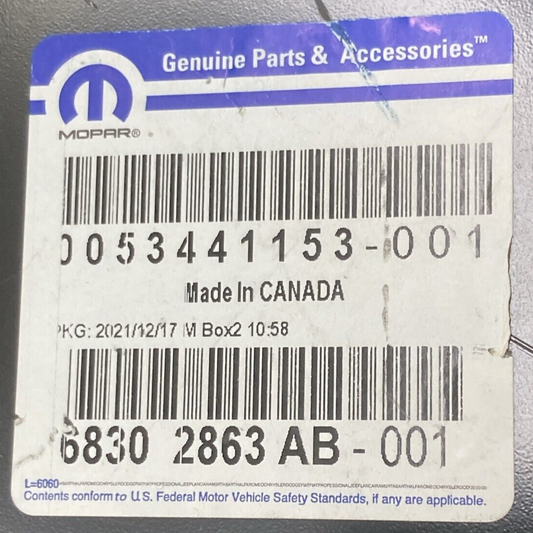 Genuine Parts & Accessories™
MOPAR®
0053441153-001
Made In CANADA
PKG: 2021/12/17 M Box2 10:58
6830 2863 AB - 001
L=6060
Contents conform to U.S. Federal Motor Vehicle Safety Standards, if any are applicable.